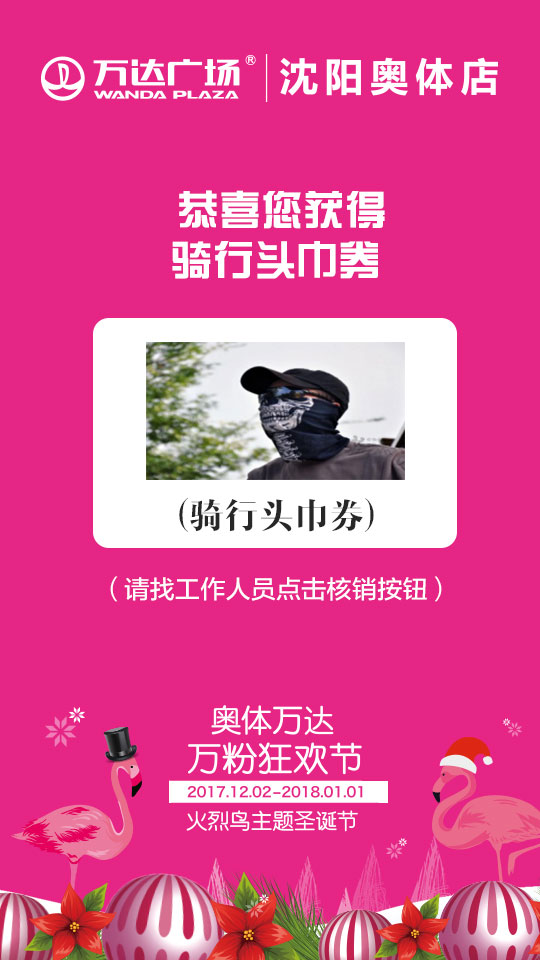 万达广场® 沈阳奥体店
WANDA PLAZA
恭喜您获得
骑行头巾券
(骑行头巾券)
（请找工作人员点击核销按钮）
奥体万达
万粉狂欢节
2017.12.02-2018.01.01
火烈鸟主题圣诞节